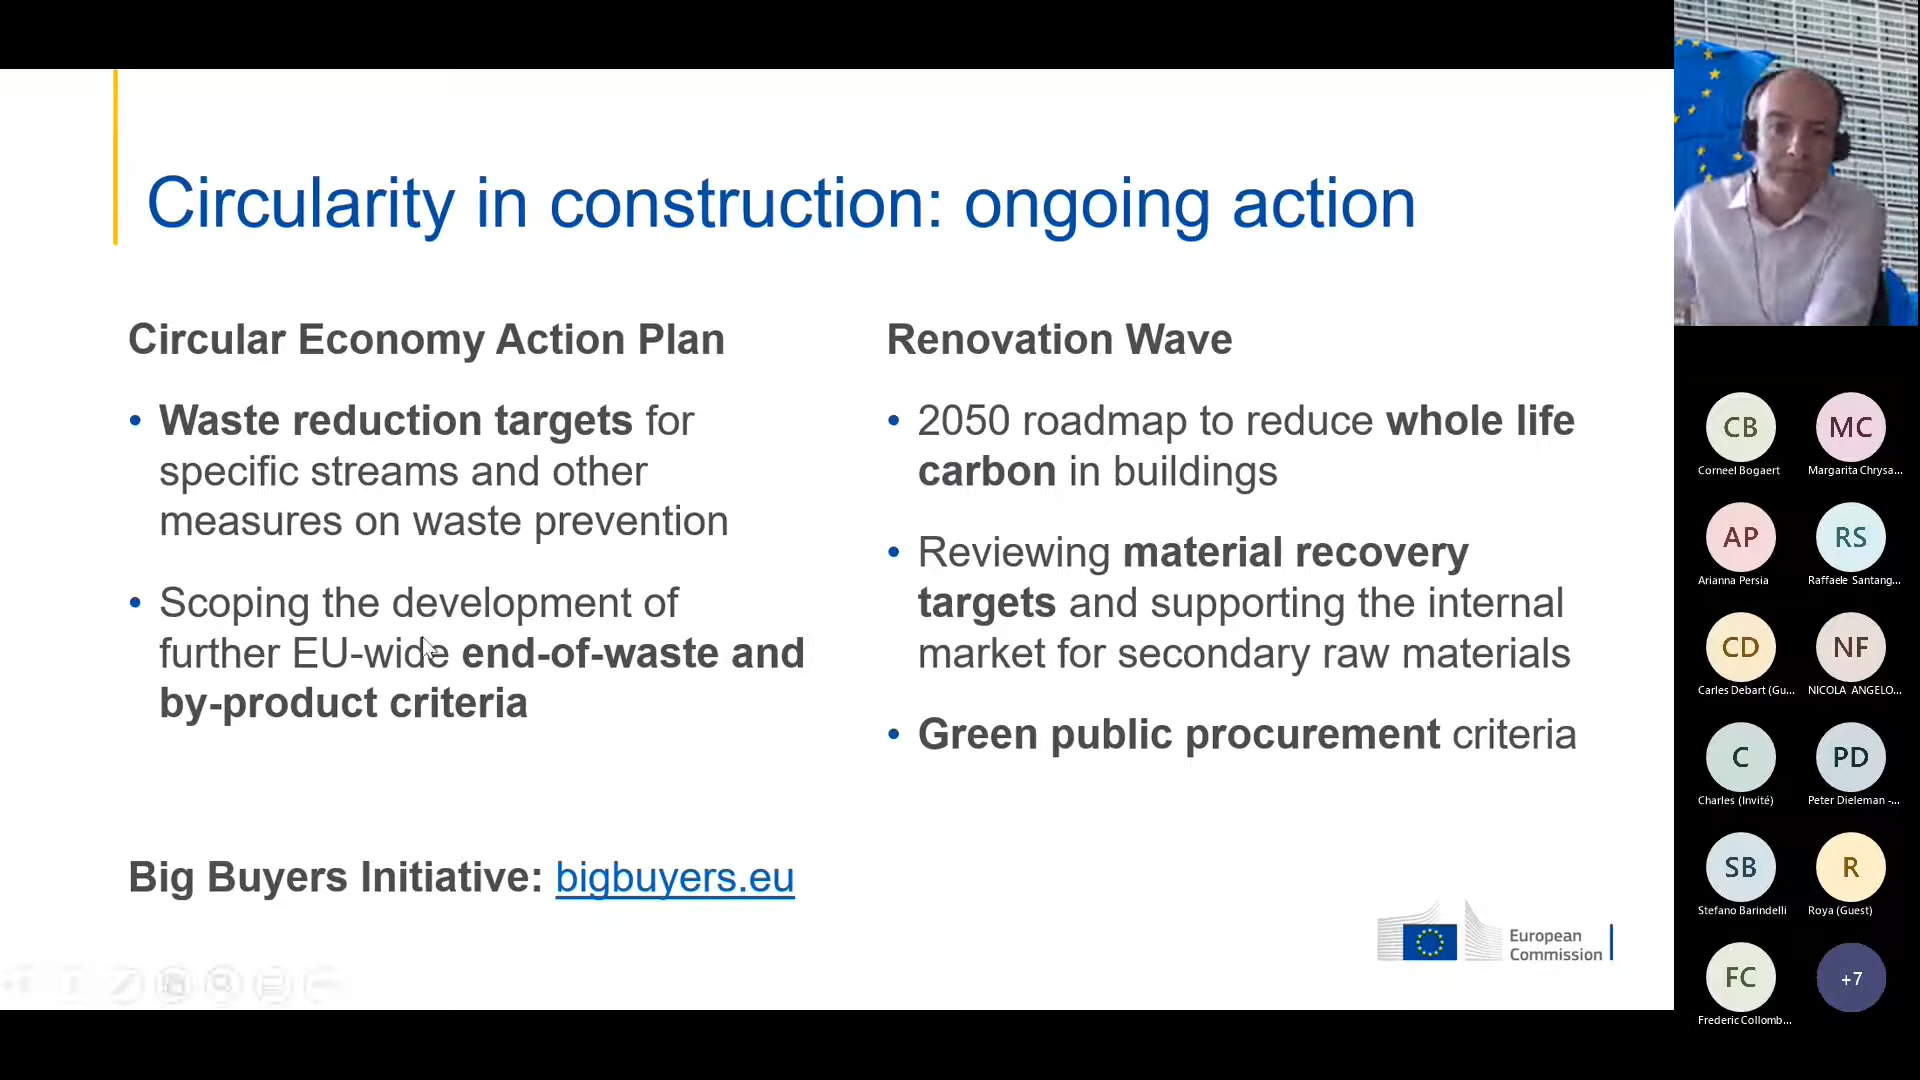 Circularity in construction: ongoing action
Circular Economy Action Plan
• Waste reduction targets for
specific streams and other
measures on waste prevention
• Scoping the development of
further EU-wide end-of-waste and
by-product criteria
Renovation Wave
• 2050 roadmap to reduce whole life
carbon in buildings
• Reviewing material recovery
targets and supporting the internal
market for secondary raw materials
• Green public procurement criteria
Big Buyers Initiative: bigbuyers.eu
European
Commission
CB
Corneel Bogaert
MC
Margarita Chrysa...
AP
Arianna Persia
RS
Raffaele Santang...
CD
Carles Debart (Gu...
NF
NICOLA ANGELO...
C
Charles (Invité)
PD
Peter Dieleman -...
SB
Stefano Barindelli
R
Roya (Guest)
FC
Frederic Collomb...
+7